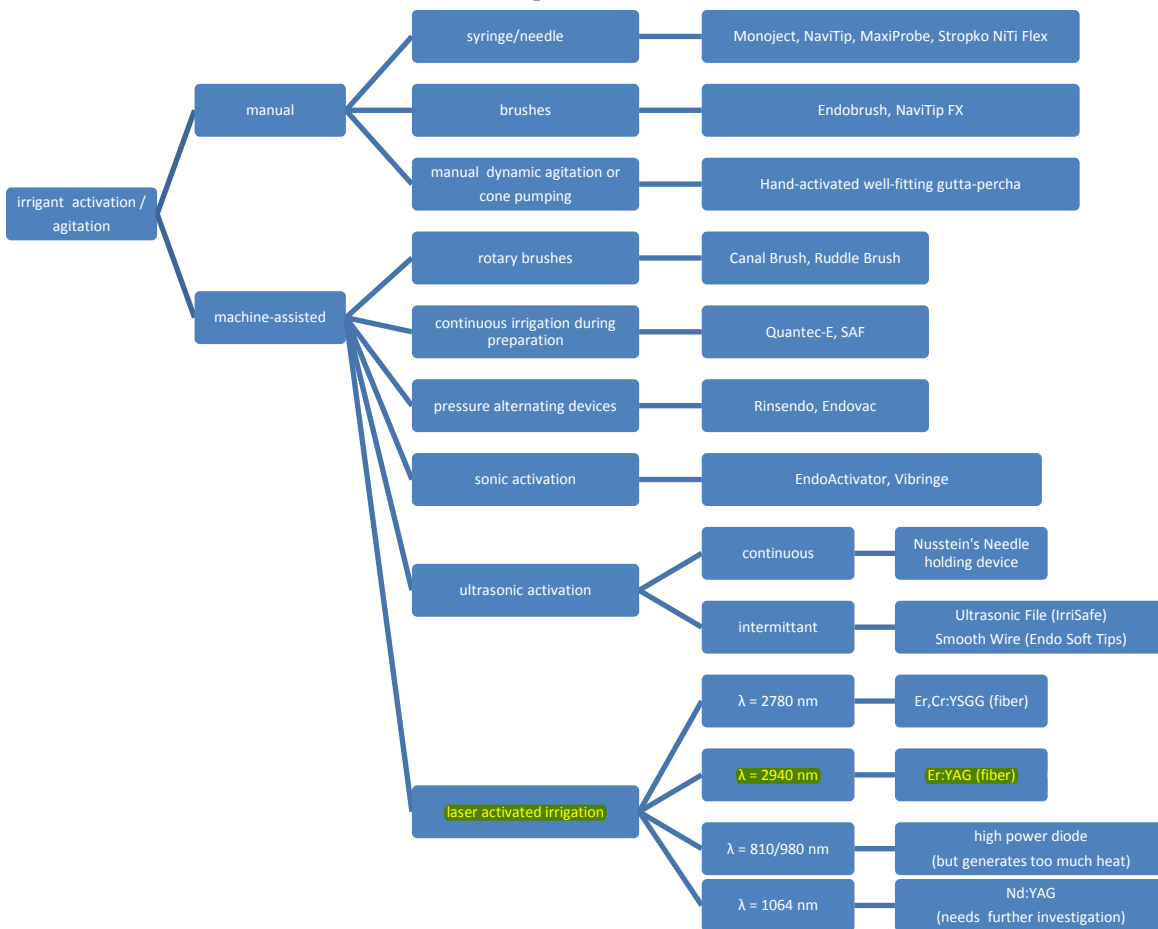 syringe/needle
Monoject, NaviTip, MaxiProbe, Stropko NiTi Flex
manual
brushes
Endobrush, NaviTip FX
manual dynamic agitation or
cone pumping
Hand-activated well-fitting gutta-percha
irrigant activation /
agitation
rotary brushes
Canal Brush, Ruddle Brush
machine-assisted
continuous irrigation during
preparation
Quantec-E, SAF
pressure alternating devices
Rinsendo, Endovac
sonic activation
EndoActivator, Vibringe
ultrasonic activation
continuous
Nusstein's Needle
holding device
intermittant
Ultrasonic File (IrriSafe)
Smooth Wire (Endo Soft Tips)
laser activated irrigation
λ = 2780 nm
Er,Cr:YSGG (fiber)
λ = 2940 nm
Er:YAG (fiber)
λ = 810/980 nm
high power diode
(but generates too much heat)
λ = 1064 nm
Nd:YAG
(needs further investigation)